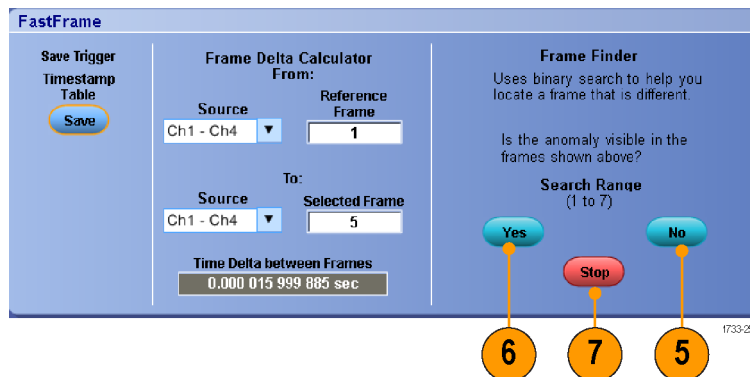 FastFrame
Save Trigger
Timestamp
Table
Save
Frame Delta Calculator
From:
Source
Reference
Frame
Ch1 - Ch4
1
To:
Source
Selected Frame
Ch1 - Ch4
5
Time Delta between Frames
0.000 015 999 885 sec
Frame Finder
Uses binary search to help you
locate a frame that is different.
Is the anomaly visible in the
frames shown above?
Search Range
(1 to 7)
Yes
No
Stop
6
7
5